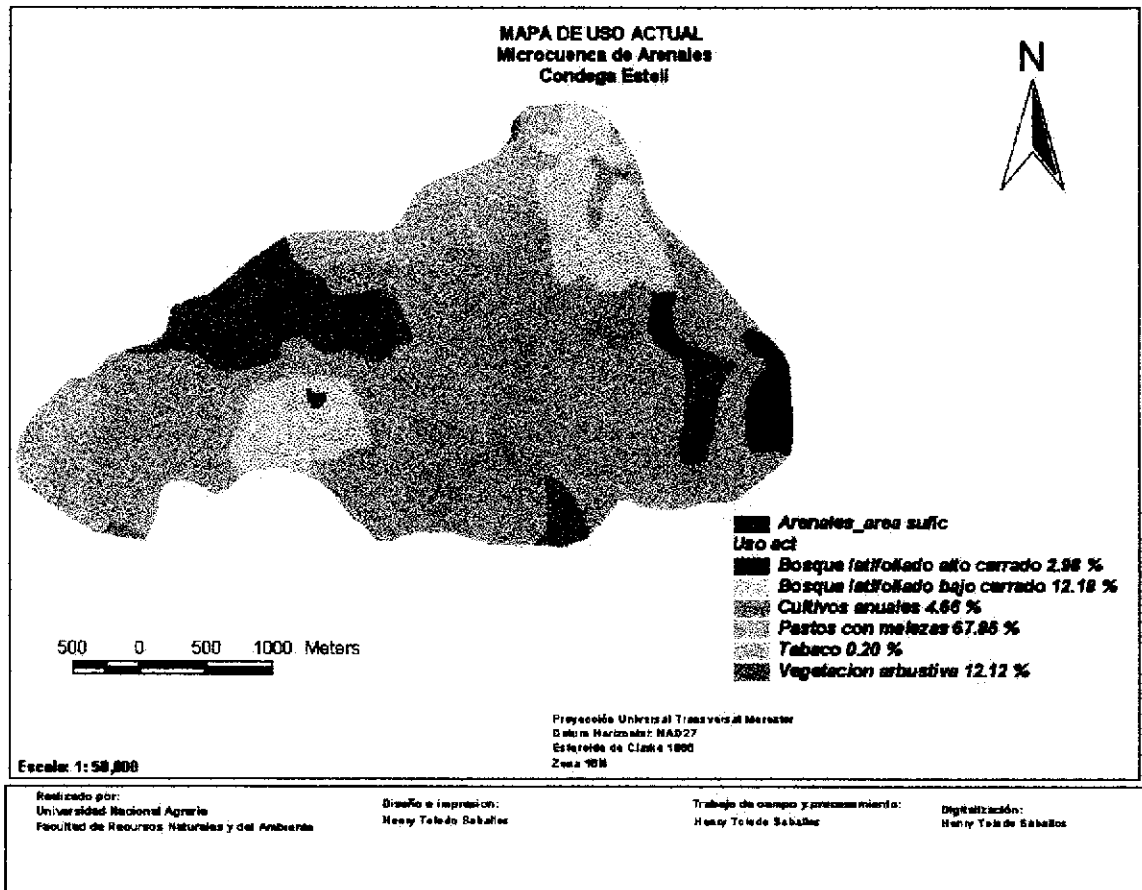 MAPA DE USO ACTUAL
Microcuenca de Arenales
Condega Estelí
N
Arenales_area sufic
Uso act
Bosque latifoliado alto cerrado 2.98 %
Bosque latifoliado bajo cerrado 12.18 %
Cultivos anuales 4.66 %
Pastos con malezas 67.86 %
Tabaco 0.20 %
Vegetacion arbustiva 12.12 %
500 0 500 1000 Meters
Proyección Universal Transversal Mercator
Datum Horizontal: NAD27
Esferoide de Clarke 1866
Zona 16N
Escala: 1: 50,000
Realizado por:
Universidad Nacional Agraria
Facultad de Recursos Naturales y del Ambiente
Diseño e impresion:
Henry Toledo Saballos
Trabajo de campo y procesamiento:
Henry Toledo Saballos
Digitalización:
Henry Toledo Saballos